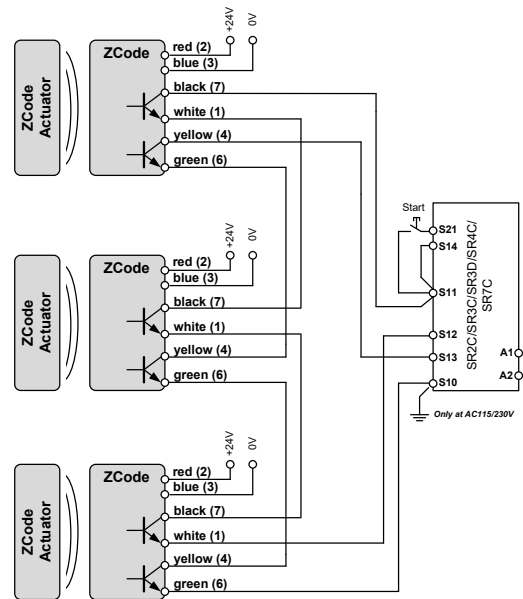 ZCode
Actuator
ZCode
+24V
0V
red (2)
blue (3)
black (7)
white (1)
yellow (4)
green (6)
ZCode
Actuator
ZCode
+24V
0V
red (2)
blue (3)
black (7)
white (1)
yellow (4)
green (6)
ZCode
Actuator
ZCode
+24V
0V
red (2)
blue (3)
black (7)
white (1)
yellow (4)
green (6)
Start
S21
S14
S11
S12
S13
S10
SR2C/SR3C/SR3D/SR4C/
SR7C
A1
A2
Only at AC115/230V